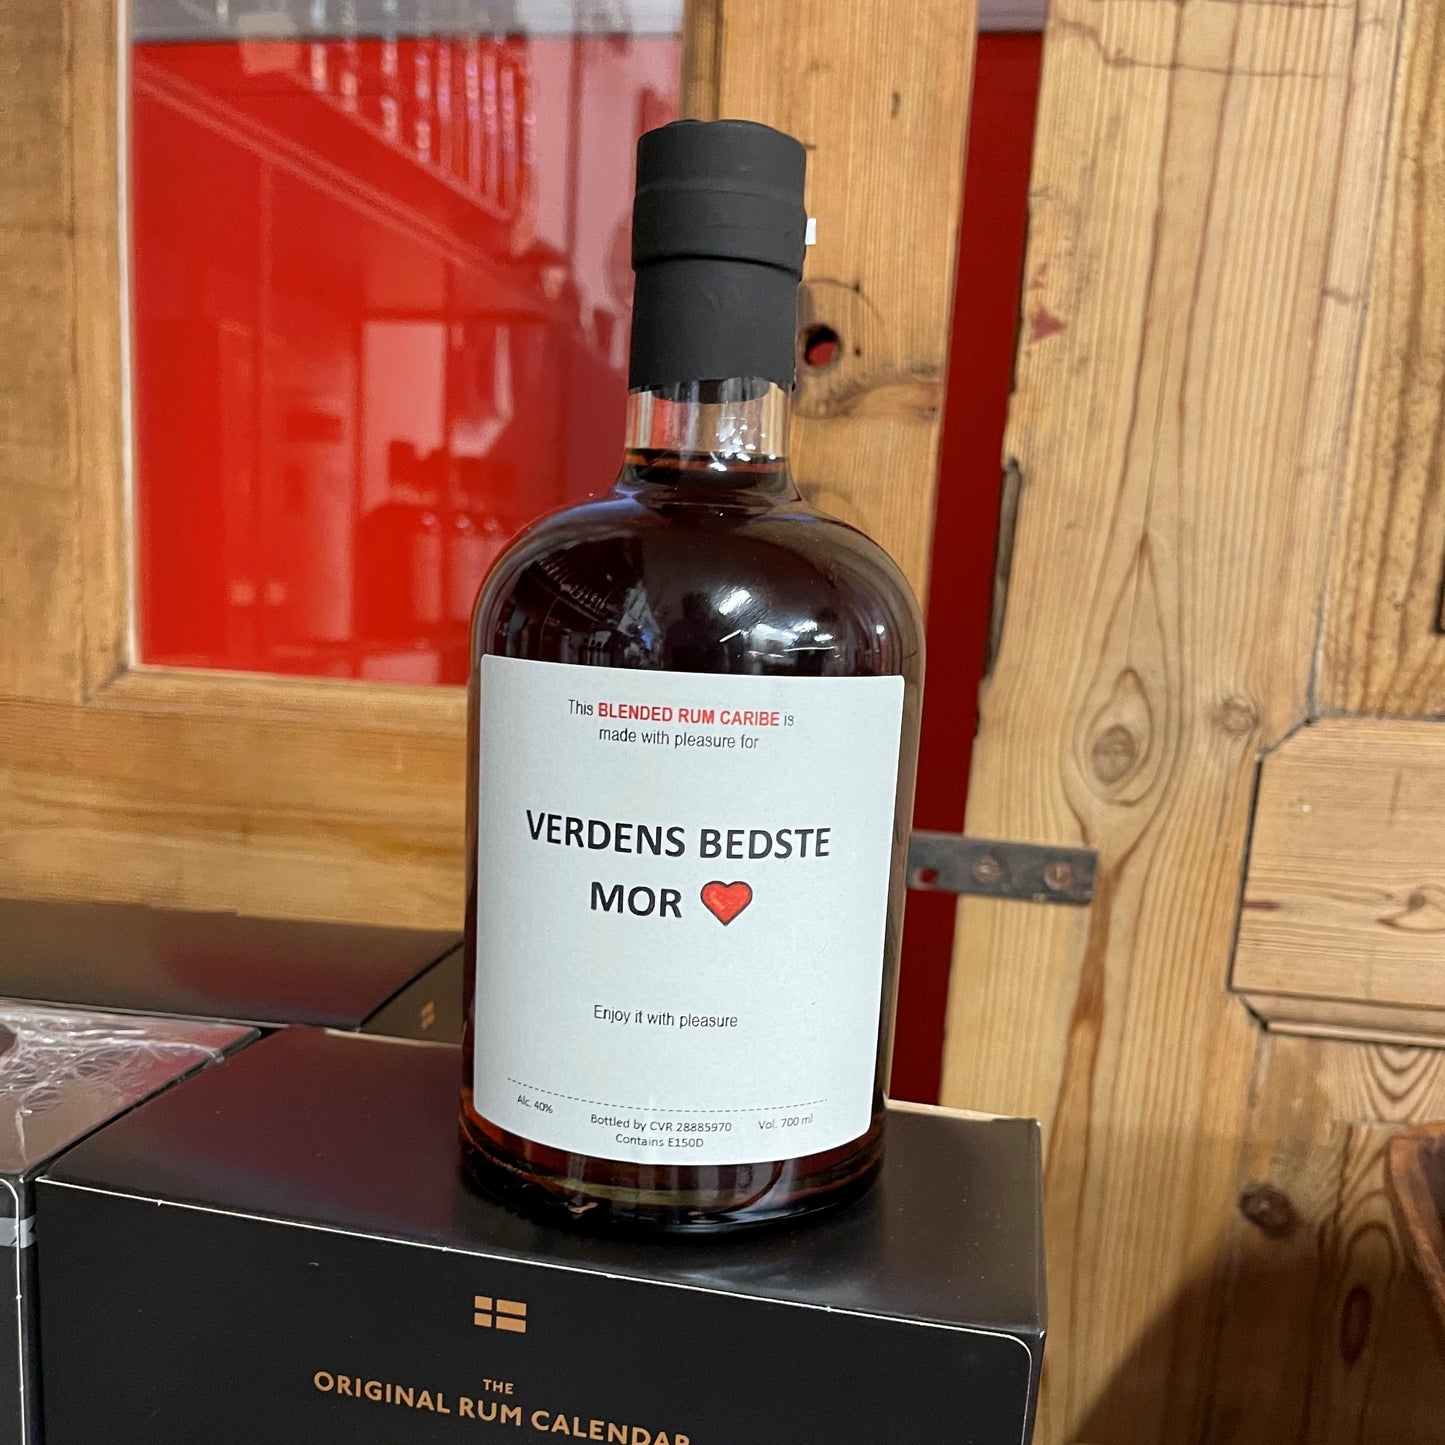 This BLENDED RUM CARIBE is
made with pleasure for
VERDENS BEDSTE
MOR ❤
Enjoy it with pleasure
Alc. 40%
Bottled by CVR 28885970
Vol. 700 ml
Contains E150D
THE
ORIGINAL RUM CALENDAR